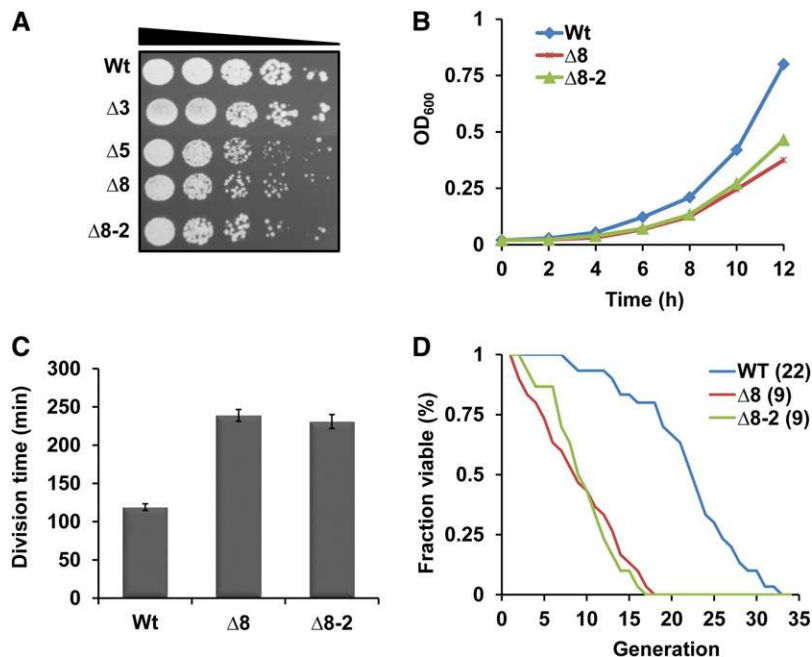 A
Wt
Δ3
Δ5
Δ8
Δ8-2
B
OD600
1
0.75
0.5
0.25
0
0 2 4 6 8 10 12
Time (h)
Wt
Δ8
Δ8-2
C
Division time (min)
300
250
200
150
100
50
0
Wt Δ8 Δ8-2
D
Fraction viable (%)
1
0.75
0.5
0.25
0
0 5 10 15 20 25 30 35
Generation
WT (22)
Δ8 (9)
Δ8-2 (9)